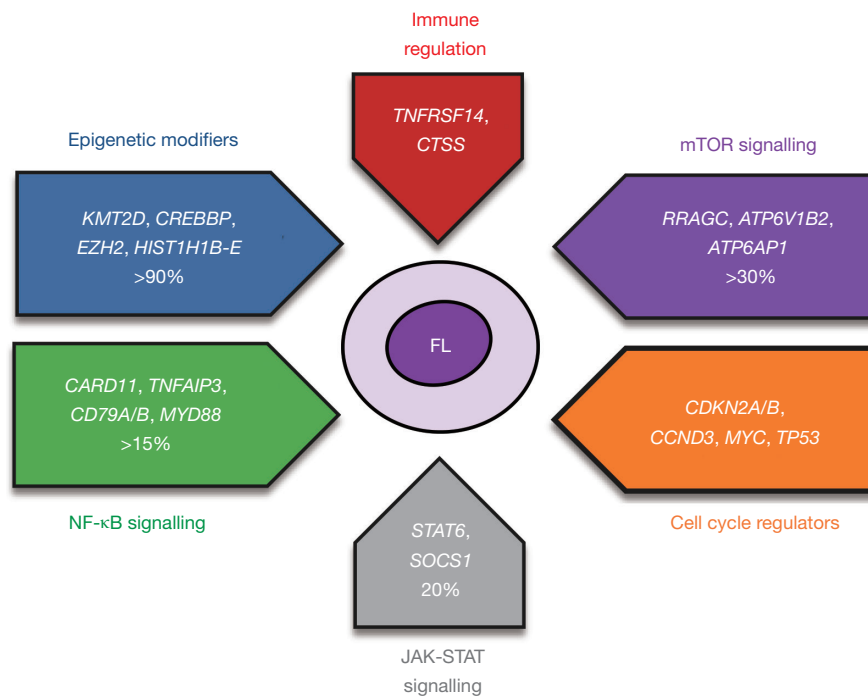 Immune
regulation
TNFRSF14,
CTSS
Epigenetic modifiers
KMT2D, CREBBP,
EZH2, HIST1H1B-E
>90%
mTOR signalling
RRAGC, ATP6V1B2,
ATP6AP1
>30%
FL
CARD11, TNFAIP3,
CD79A/B, MYD88
>15%
NF-κB signalling
CDKN2A/B,
CCND3, MYC, TP53
Cell cycle regulators
STAT6,
SOCS1
20%
JAK-STAT
signalling